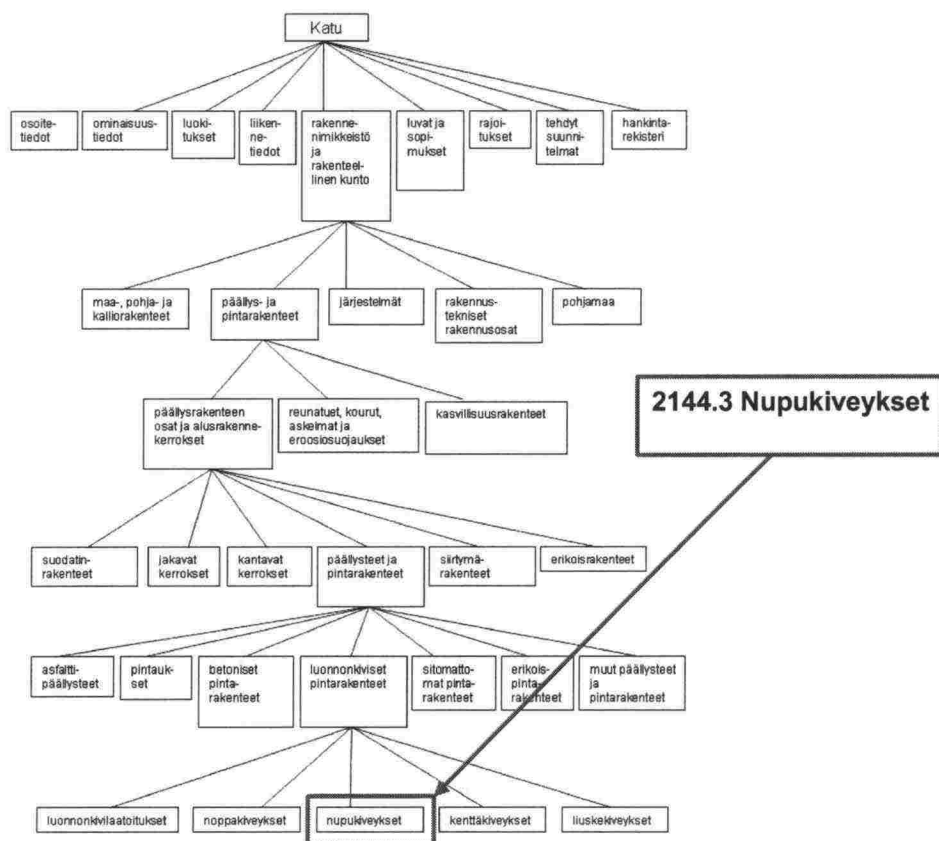 Katu
osoite-
tiedot
ominaisuus-
tiedot
luoki-
tukset
liiken-
ne-
tiedot
rakenne-
nimikkeistö
ja
rakenteel-
linen kunto
luvat ja
sopi-
mukset
rajoi-
tukset
tehdyt
suunni-
telmat
hankinta-
rekisteri
maa-, pohja- ja
kalliorakenteet
päällys- ja
pintarakenteet
järjestelmät
rakennus-
tekniset
rakennusosat
pohjamaa
päällysrakenteen
osat ja alusrakenne-
kerrokset
reunatuet, kourut,
askelmat ja
eroosiosuojaukset
kasvillisuusrakenteet
2144.3 Nupukiveykset
suodatin-
rakenteet
jakavat
kerrokset
kantavat
kerrokset
päällysteet ja
pintarakenteet
siirtymä-
rakenteet
erikoisrakenteet
asfaltti-
päällysteet
pintauk-
set
betoniset
pinta-
rakenteet
luonnonkiviset
pintarakenteet
sitomatto-
mat pinta-
rakenteet
erikois-
pinta-
rakenteet
muut päällysteet
ja
pintarakenteet
luonnonkivilaatoitukset
noppakiveykset
nupukiveykset
kenttäkiveykset
liuskekiveykset